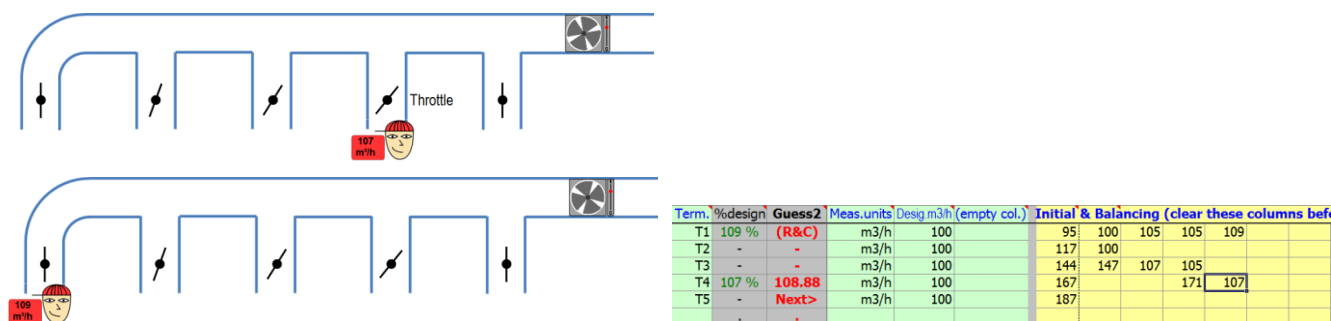 Throttle
107
m³/h
109
m³/h
Term. %design Guess2 Meas.units Desig.m3/h (empty col.) Initial & Balancing (clear these columns befo
T1 109 % (R&C) m3/h 100 95 100 105 105 109
T2 - - m3/h 100 117 100
T3 - - m3/h 100 144 147 107 105
T4 107 % 108.88 m3/h 100 167 171 107
T5 - Next> m3/h 100 187